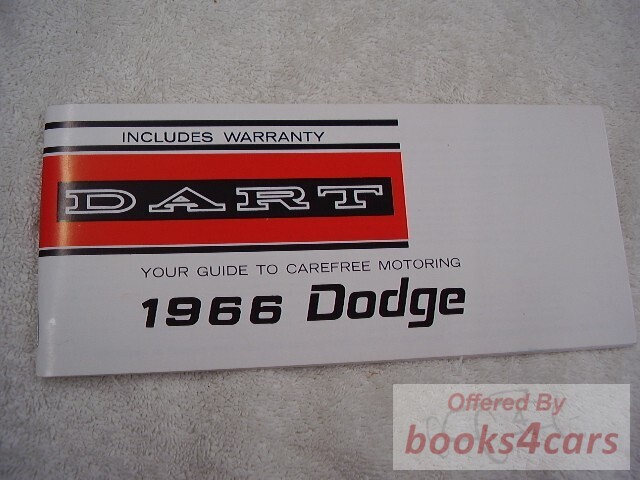 INCLUDES WARRANTY
DART
YOUR GUIDE TO CAREFREE MOTORING
1966 Dodge
Offered By
books4cars